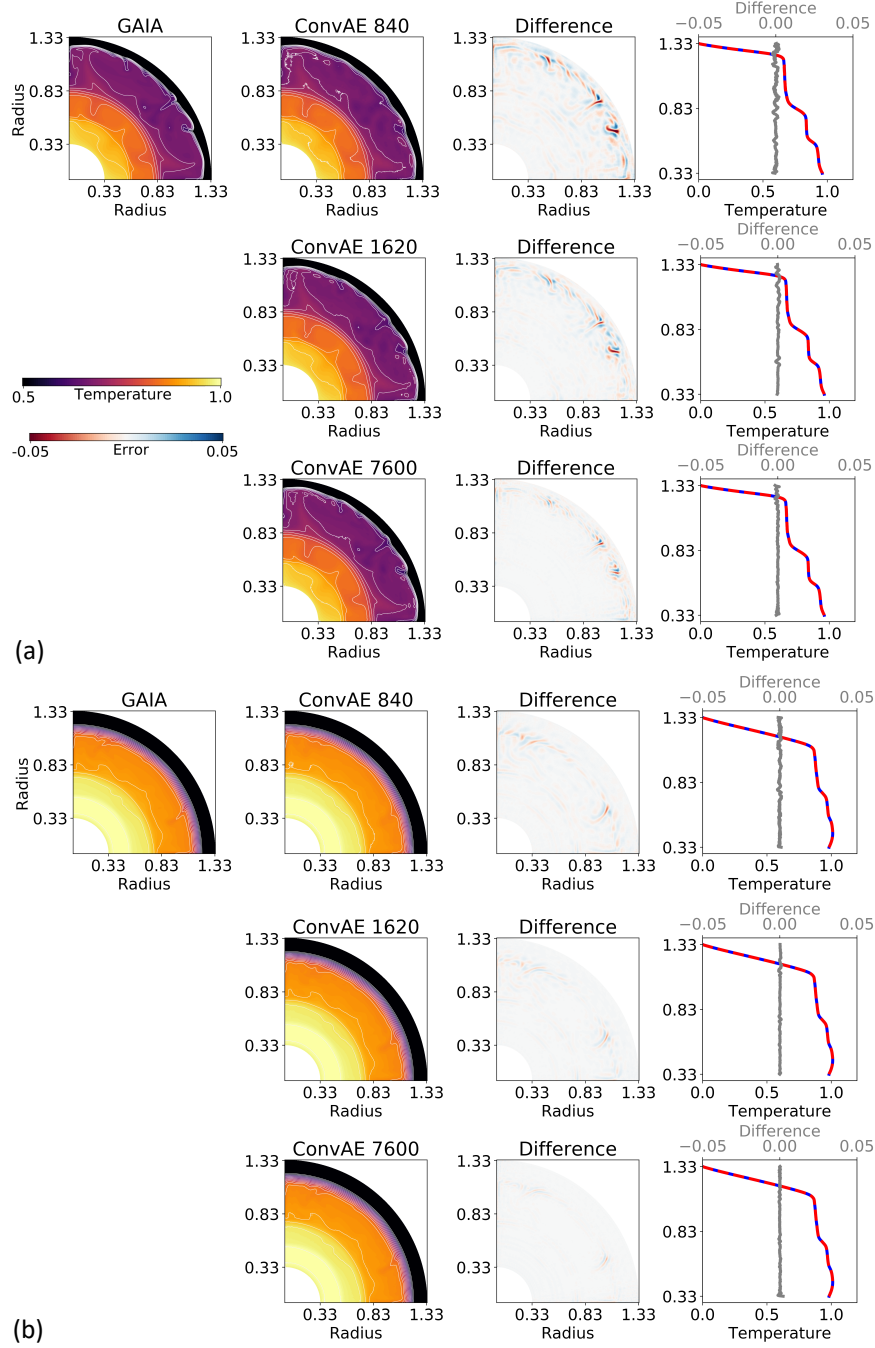 Difference
−0.05 0.00 0.05
GAIA ConvAE 840 Difference
1.33 1.33
Radius
0.83 0.83 0.83
0.33 0.33 0.33
0.33 0.83 1.33 0.33 0.83 1.33 0.33 0.83 1.33 0.0 0.5 1.0
Radius Radius Radius Temperature
Difference
−0.05 0.00 0.05
ConvAE 1620 Difference
1.33 1.33
0.83 0.83
0.33 0.33
0.33 0.83 1.33 0.33 0.83 1.33 0.0 0.5 1.0
Radius Radius Temperature
0.5 Temperature 1.0
-0.05 Error 0.05
Difference
−0.05 0.00 0.05
ConvAE 7600 Difference
1.33 1.33
0.83 0.83
0.33 0.33
0.33 0.83 1.33 0.33 0.83 1.33 0.0 0.5 1.0
Radius Radius Temperature
(a)
Difference
−0.05 0.00 0.05
GAIA ConvAE 840 Difference
1.33 1.33 1.33
Radius
0.83 0.83 0.83
0.33 0.33 0.33
0.33 0.83 1.33 0.33 0.83 1.33 0.33 0.83 1.33 0.0 0.5 1.0
Radius Radius Radius Temperature
Difference
−0.05 0.00 0.05
ConvAE 1620 Difference
1.33 1.33
0.83 0.83
0.33 0.33
0.33 0.83 1.33 0.33 0.83 1.33 0.0 0.5 1.0
Radius Radius Temperature
Difference
−0.05 0.00 0.05
ConvAE 7600 Difference
1.33 1.33
0.83 0.83
0.33 0.33
0.33 0.83 1.33 0.33 0.83 1.33 0.0 0.5 1.0
Radius Radius Temperature
(b)